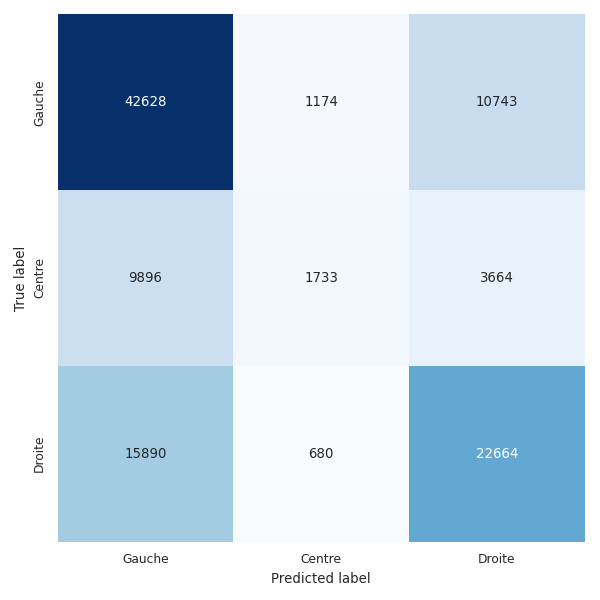 True label
Gauche
42628 1174 10743
Centre
9896 1733 3664
Droite
15890 680 22664
Gauche Centre Droite
Predicted label